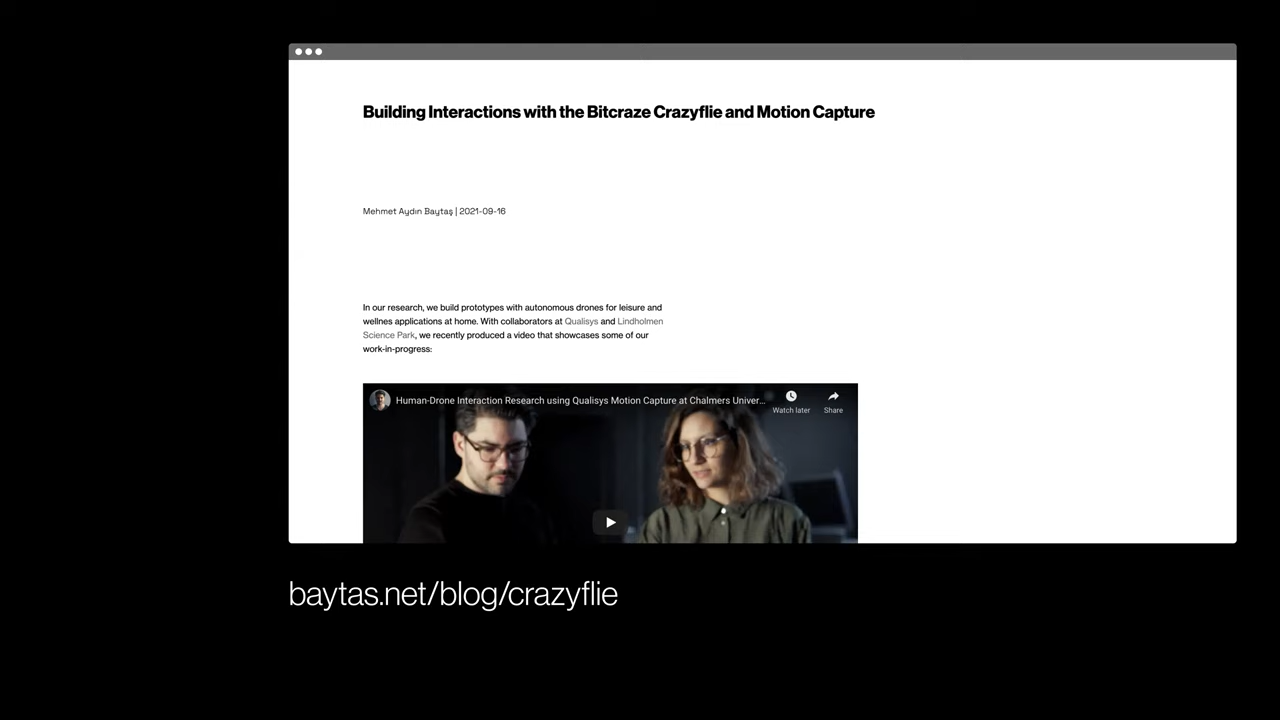 Building Interactions with the Bitcraze Crazyflie and Motion Capture
Mehmet Aydın Baytaş | 2021-09-16
In our research, we build prototypes with autonomous drones for leisure and
wellnes applications at home. With collaborators at Qualisys and Lindholmen
Science Park, we recently produced a video that showcases some of our
work-in-progress:
Human-Drone Interaction Research using Qualisys Motion Capture at Chalmers Univer...
Watch later
Share
baytas.net/blog/crazyflie